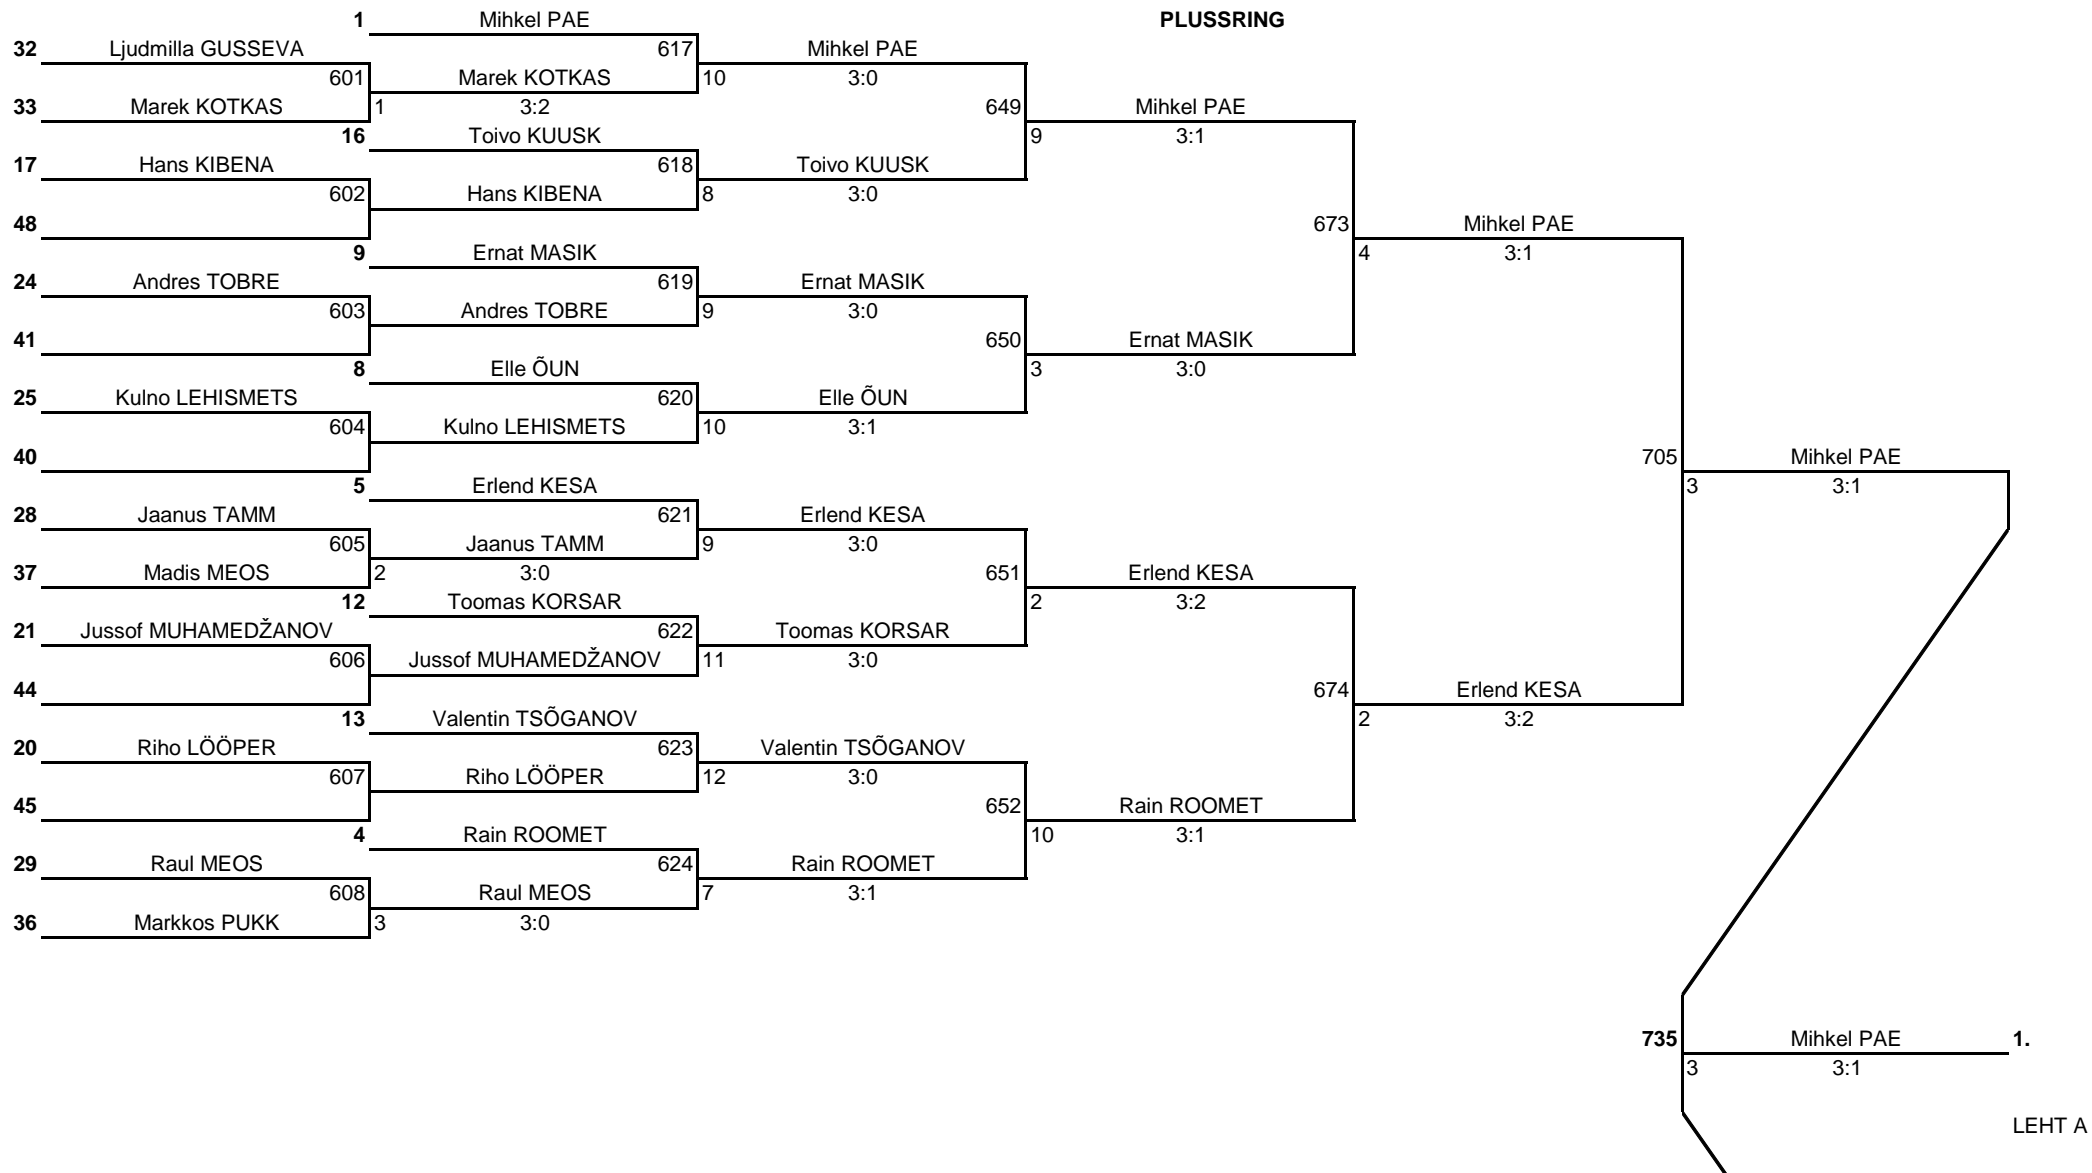 1 Mihkel PAE PLUSSRING
32 Ljudmilla GUSSEVA 617 Mihkel PAE
601 Marek KOTKAS 10 3:0
33 Marek KOTKAS 1 3:2 649 Mihkel PAE
16 Toivo KUUSK 9 3:1
17 Hans KIBENA 618 Toivo KUUSK
602 Hans KIBENA 8 3:0
48 673 Mihkel PAE
9 Ernat MASIK 4 3:1
24 Andres TOBRE 619 Ernat MASIK
603 Andres TOBRE 9 3:0
41 650 Ernat MASIK
8 Elle ÕUN 3 3:0
25 Kulno LEHISMETS 620 Elle ÕUN
604 Kulno LEHISMETS 10 3:1
40 705 Mihkel PAE
5 Erlend KESA 3 3:1
28 Jaanus TAMM 621 Erlend KESA
605 Jaanus TAMM 9 3:0
37 Madis MEOS 2 3:0 651 Erlend KESA
12 Toomas KORSAR 2 3:2
21 Jussof MUHAMEDŽANOV 622 Toomas KORSAR
606 Jussof MUHAMEDŽANOV 11 3:0
44 674 Erlend KESA
13 Valentin TSÕGANOV 2 3:2
20 Riho LÖÖPER 623 Valentin TSÕGANOV
607 Riho LÖÖPER 12 3:0
45 652 Rain ROOMET
4 Rain ROOMET 10 3:1
29 Raul MEOS 624 Rain ROOMET
608 Raul MEOS 7 3:1
36 Markkos PUKK 3 3:0
735 Mihkel PAE 1.
3 3:1
LEHT A